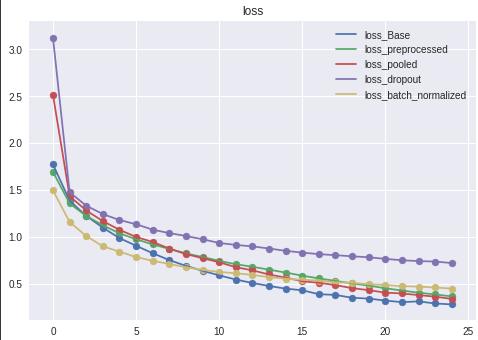 loss
loss_Base
loss_preprocessed
loss_pooled
loss_dropout
loss_batch_normalized
3.0
2.5
2.0
1.5
1.0
0.5
0 5 10 15 20 25